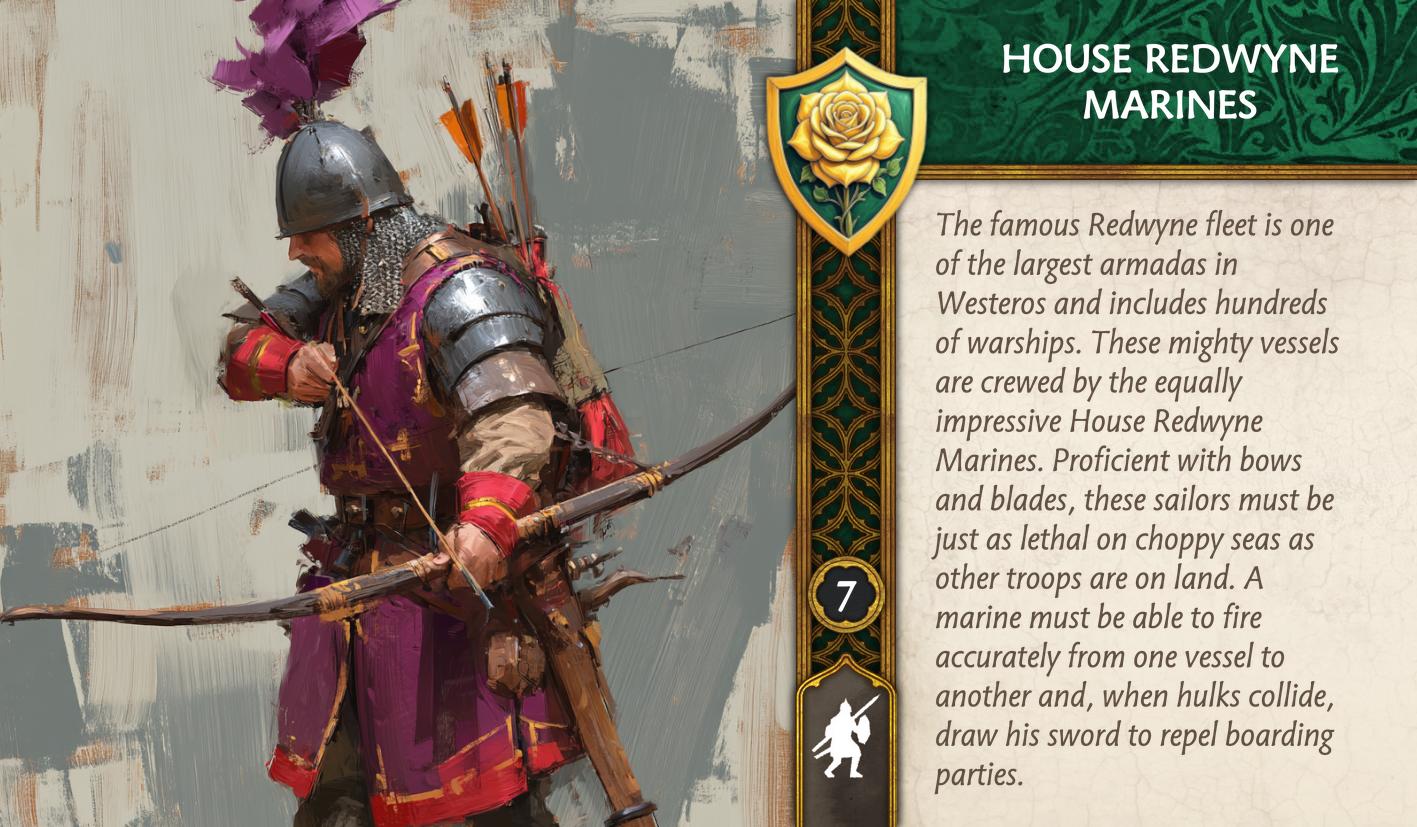 HOUSE REDWYNE
MARINES
The famous Redwyne fleet is one
of the largest armadas in
Westeros and includes hundreds
of warships. These mighty vessels
are crewed by the equally
impressive House Redwyne
Marines. Proficient with bows
and blades, these sailors must be
just as lethal on choppy seas as
other troops are on land. A
marine must be able to fire
accurately from one vessel to
another and, when hulks collide,
draw his sword to repel boarding
parties.
7